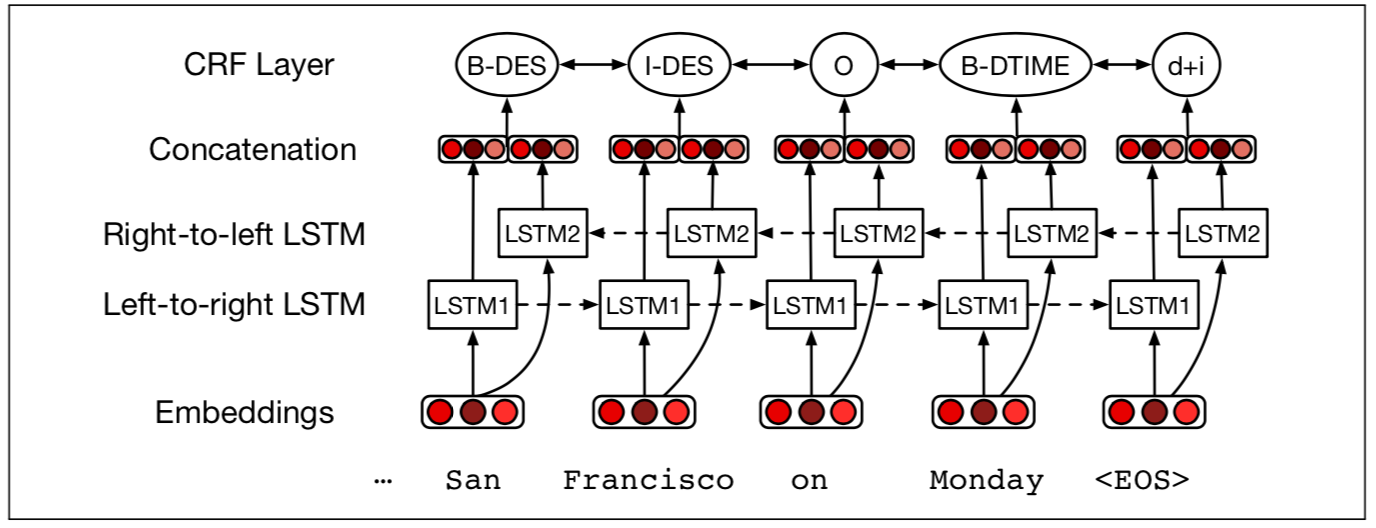 CRF Layer B-DES I-DES O B-DTIME d+i
Concatenation
Right-to-left LSTM LSTM2 LSTM2 LSTM2 LSTM2 LSTM2
Left-to-right LSTM LSTM1 LSTM1 LSTM1 LSTM1 LSTM1
Embeddings
… San Francisco on Monday <EOS>